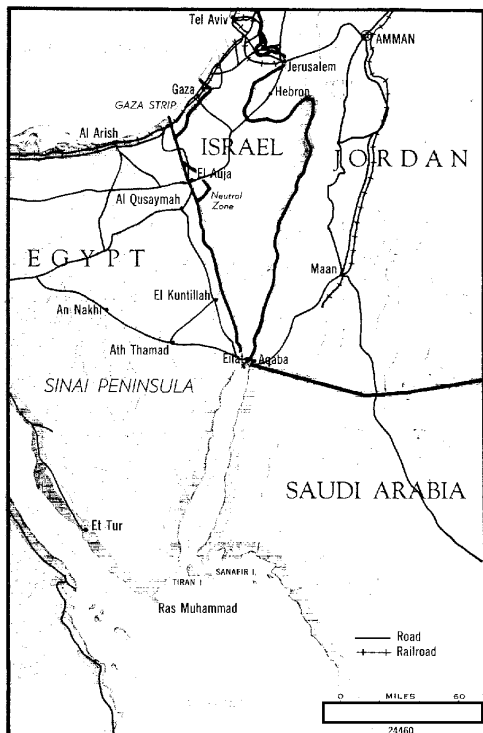 Tel Aviv
AMMAN
Jerusalem
Gaza
Hebron
GAZA STRIP
Al Arish
ISRAEL
JORDAN
El Auja
Al Qusaymah
Neutral
Zone
EGYPT
Maan
El Kuntillah
An Nakhl
Ath Thamad
Elat
Aqaba
SINAI PENINSULA
SAUDI ARABIA
Et Tur
SANAFIR I.
TIRAN I
Ras Muhammad
Road
Railroad
0 MILES 60
24460